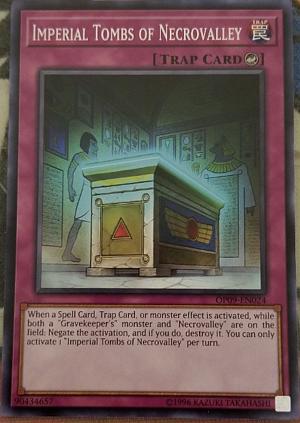 IMPERIAL TOMBS OF NECROVALLEY
TRAP
罠
[TRAP CARD]
OP09-EN024
When a Spell Card, Trap Card, or monster effect is activated, while
both a "Gravekeeper's" monster and "Necrovalley" are on the
field: Negate the activation, and if you do, destroy it. You can only
activate 1 "Imperial Tombs of Necrovalley" per turn.
90434657
©1996 KAZUKI TAKAHASHI